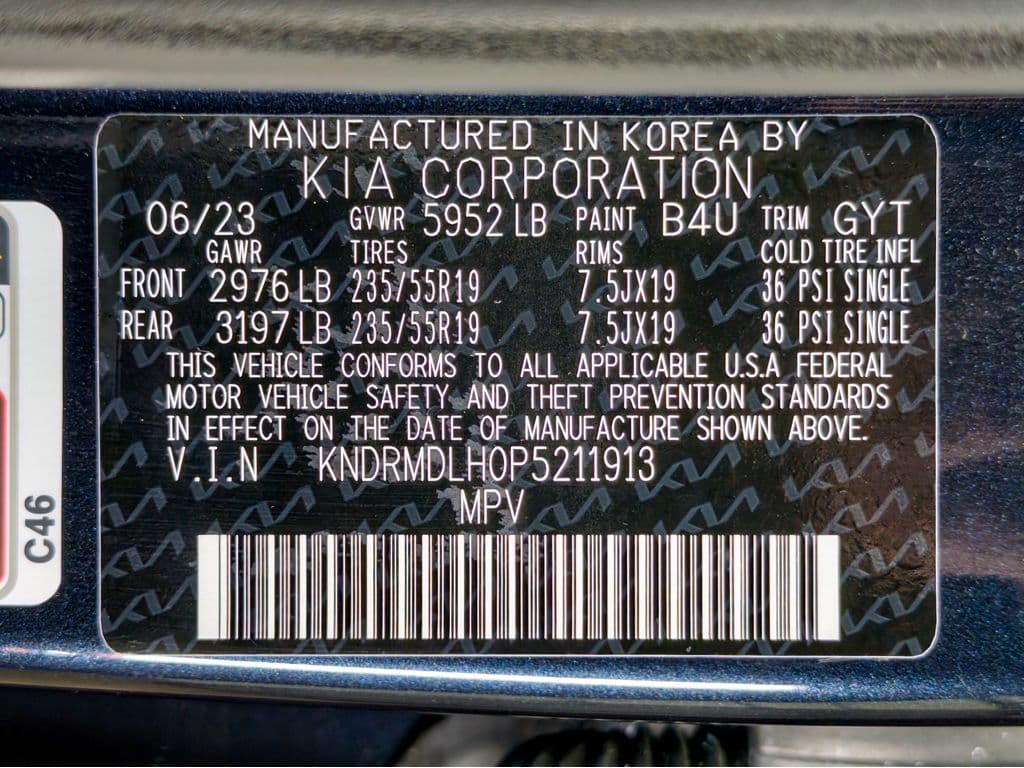 MANUFACTURED IN KOREA BY
KIA CORPORATION
06/23 GVWR 5952 LB PAINT B4U TRIM GYT
GAWR TIRES RIMS COLD TIRE INFL
FRONT 2976 LB 235/55R19 7.5JX19 36 PSI SINGLE
REAR 3197 LB 235/55R19 7.5JX19 36 PSI SINGLE
THIS VEHICLE CONFORMS TO ALL APPLICABLE U.S.A FEDERAL
MOTOR VEHICLE SAFETY AND THEFT PREVENTION STANDARDS
IN EFFECT ON THE DATE OF MANUFACTURE SHOWN ABOVE.
V.I.N KNDRMDLH0P5211913
MPV
C46